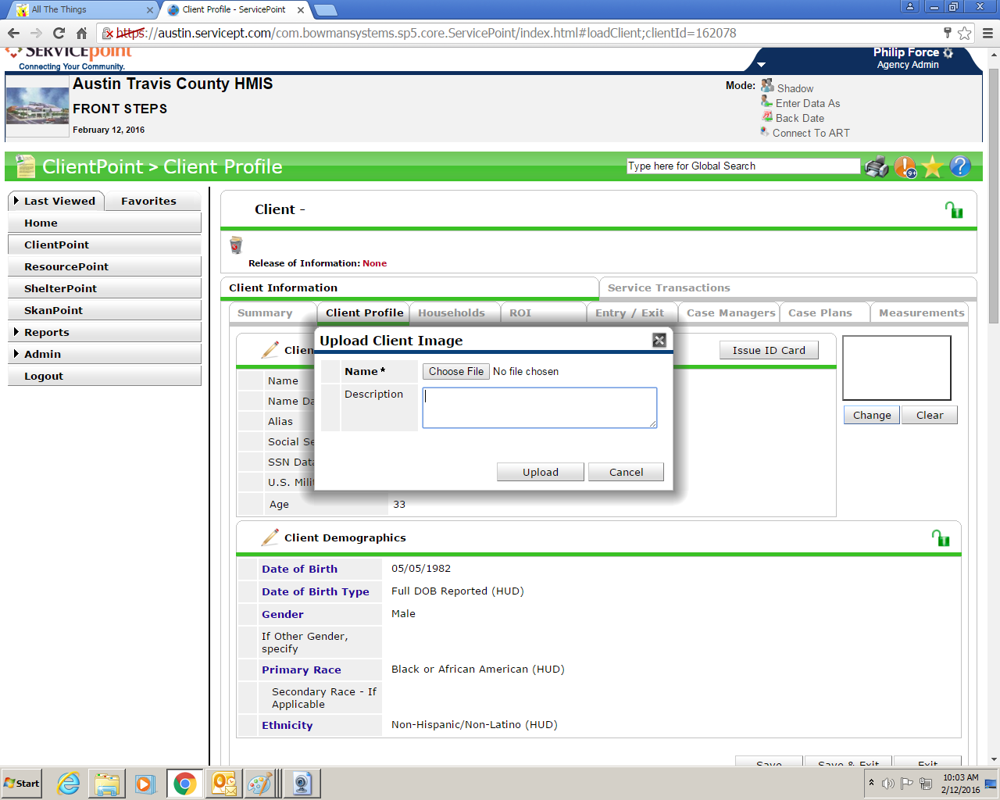 All The Things
Client Profile - ServicePoint
https://austin.servicept.com/com.bowmansystems.sp5.core.ServicePoint/index.html#loadClient;clientId=162078
SERVICEpoint
Connecting Your Community.
Philip Force
Agency Admin
Austin Travis County HMIS
FRONT STEPS
February 12, 2016
Mode:
Shadow
Enter Data As
Back Date
Connect To ART
ClientPoint > Client Profile
Type here for Global Search
9+
?
Last Viewed
Favorites
Home
ClientPoint
ResourcePoint
ShelterPoint
SkanPoint
Reports
Admin
Logout
Client -
Release of Information: None
Client Information
Service Transactions
Summary
Client Profile
Households
ROI
Entry / Exit
Case Managers
Case Plans
Measurements
Clie
Issue ID Card
Name
Name Da
Alias
Social Se
SSN Data
U.S. Milit
Age
33
Change
Clear
Upload Client Image
Name*
Choose File No file chosen
Description
Upload
Cancel
Client Demographics
Date of Birth
05/05/1982
Date of Birth Type
Full DOB Reported (HUD)
Gender
Male
If Other Gender,
specify
Primary Race
Black or African American (HUD)
Secondary Race - If
Applicable
Ethnicity
Non-Hispanic/Non-Latino (HUD)
Save
Save & Exit
Exit
Start
10:03 AM
2/12/2016